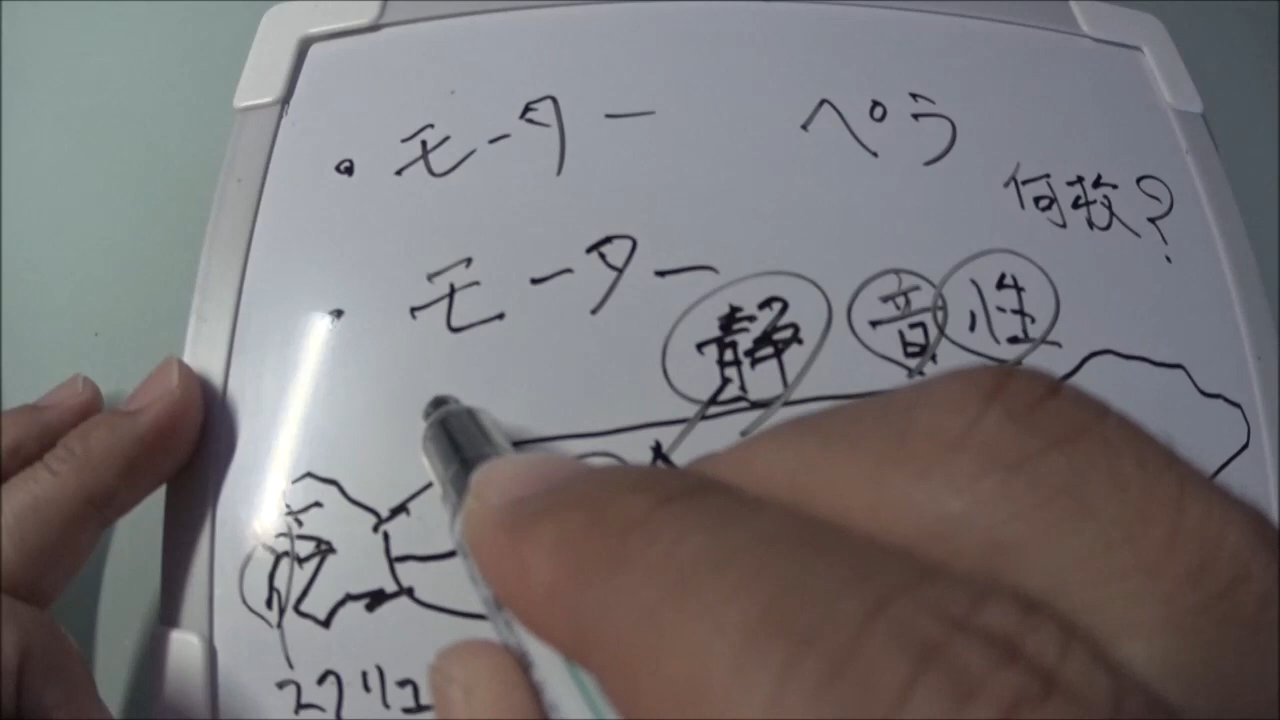 ・モーター ペラ
何枚?
・モーター
静音性